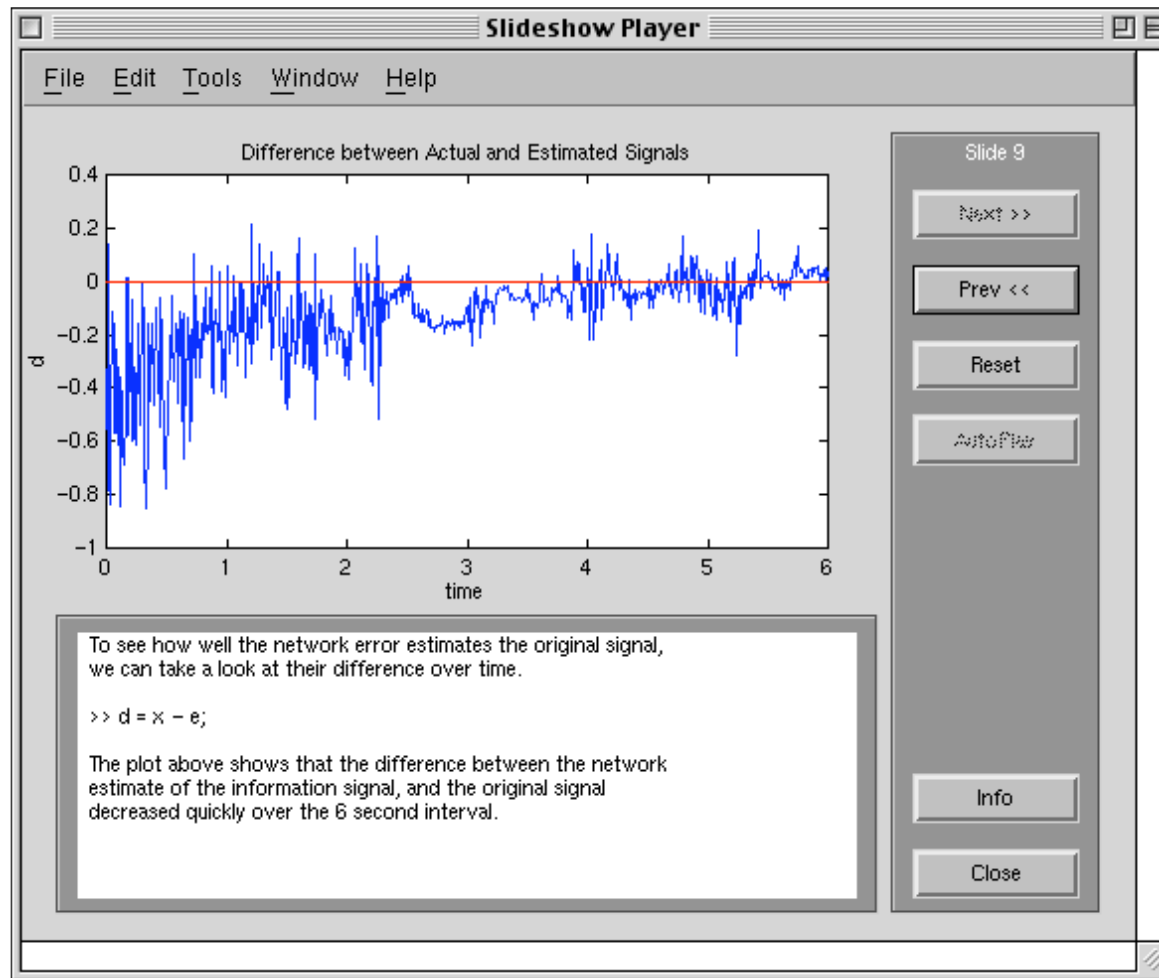 Slideshow Player
File Edit Tools Window Help
Difference between Actual and Estimated Signals
0.4
0.2
0
−0.2
−0.4
−0.6
−0.8
−1
d
0 1 2 3 4 5 6
time
To see how well the network error estimates the original signal,
we can take a look at their difference over time.
>> d = x − e;
The plot above shows that the difference between the network
estimate of the information signal, and the original signal
decreased quickly over the 6 second interval.
Slide 9
Next >>
Prev <<
Reset
AutoPlay
Info
Close